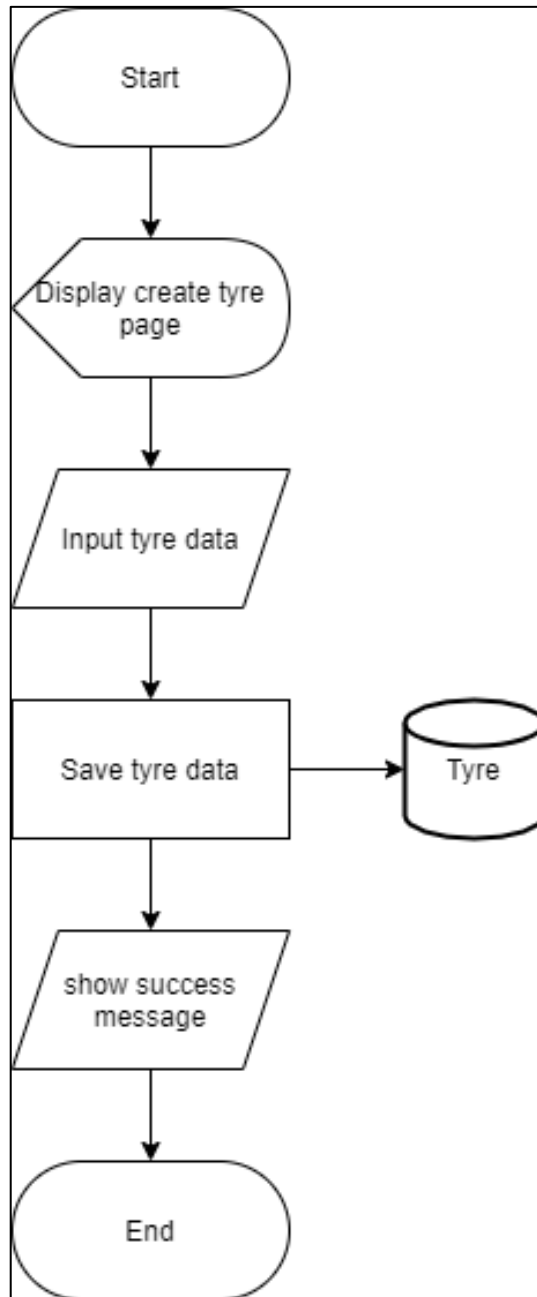 Start
Display create tyre
page
Input tyre data
Save tyre data
Tyre
show success
message
End